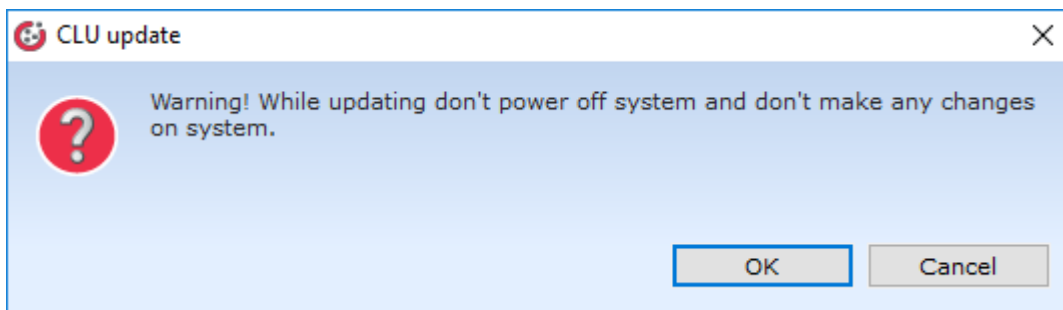 CLU update
Warning! While updating don't power off system and don't make any changes
on system.
OK
Cancel